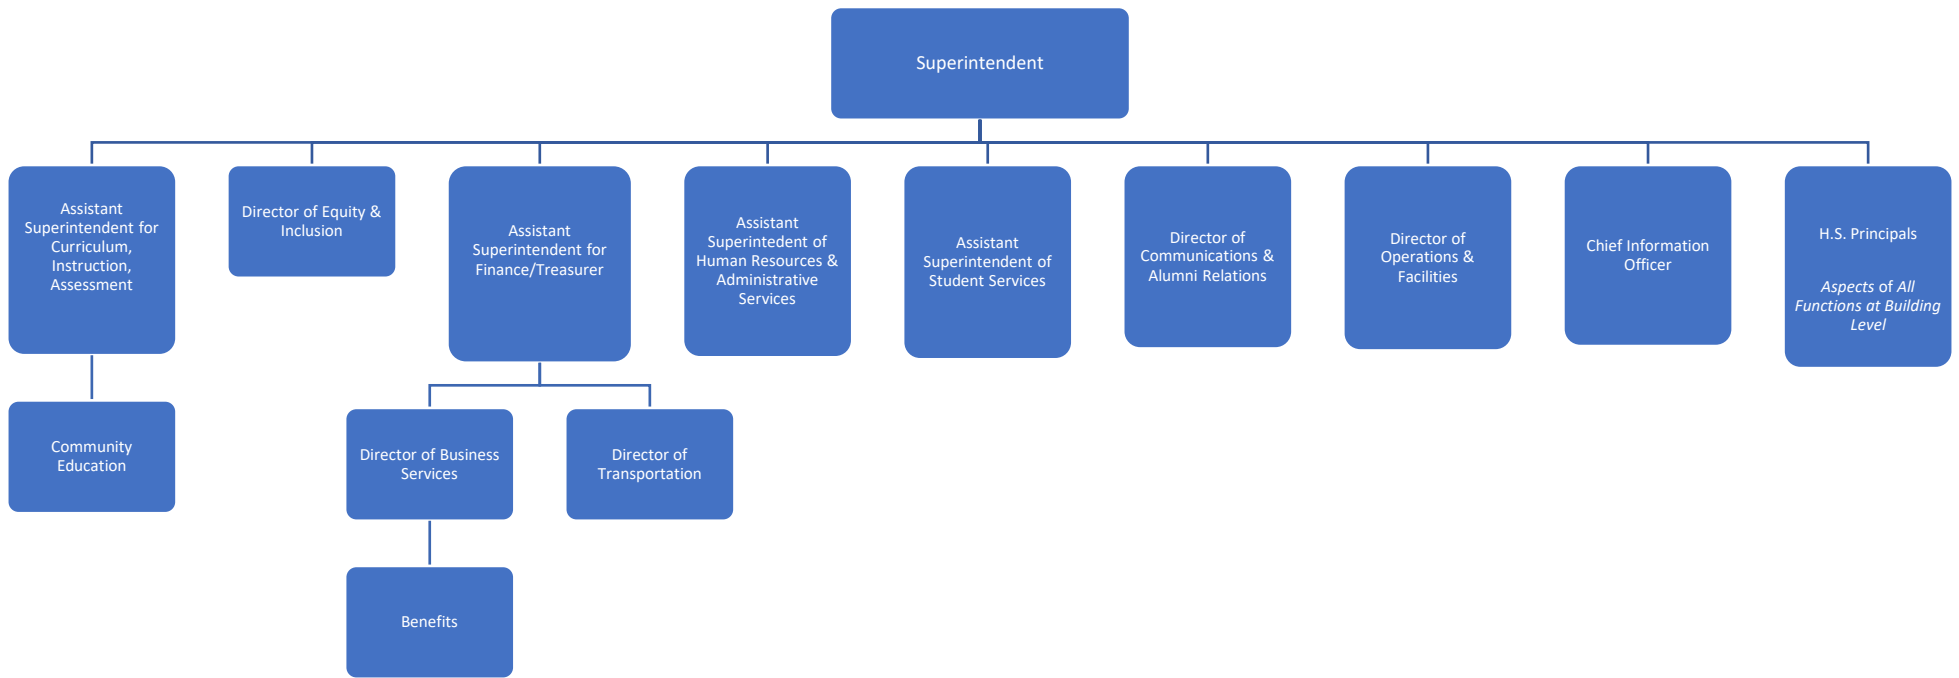 Superintendent
Assistant
Superintendent for
Curriculum,
Instruction,
Assessment
Director of Equity &
Inclusion
Assistant
Superintendent for
Finance/Treasurer
Assistant
Superintedent of
Human Resources &
Administrative
Services
Assistant
Superintendent of
Student Services
Director of
Communications &
Alumni Relations
Director of
Operations &
Facilities
Chief Information
Officer
H.S. Principals
Aspects of All
Functions at Building
Level
Community
Education
Director of Business
Services
Director of
Transportation
Benefits